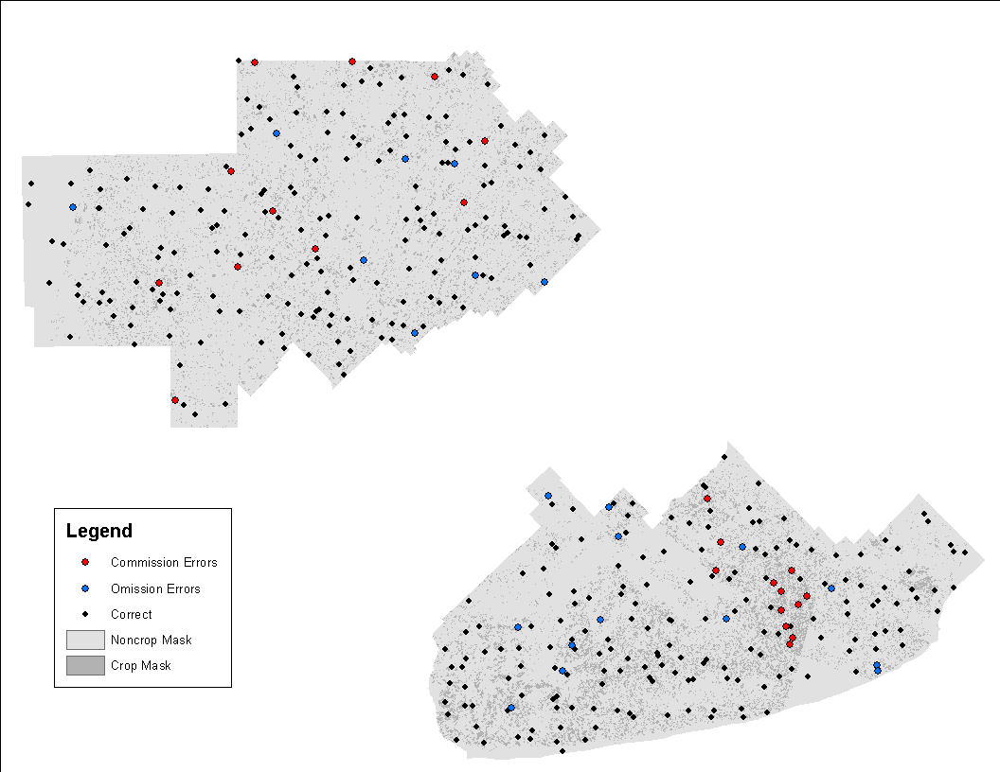 Legend
Commission Errors
Omission Errors
Correct
Noncrop Mask
Crop Mask